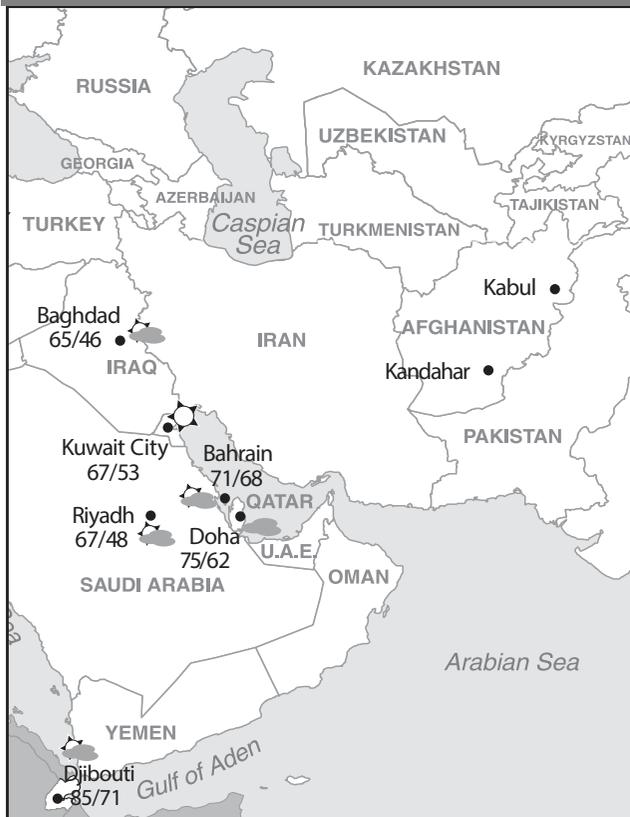 KAZAKHSTAN
RUSSIA
UZBEKISTAN
KYRGYZSTAN
GEORGIA
AZERBAIJAN
TAJIKISTAN
TURKEY
Caspian
Sea
TURKMENISTAN
Kabul
Baghdad
65/46
IRAQ
IRAN
AFGHANISTAN
Kandahar
PAKISTAN
Kuwait City
67/53
Bahrain
71/68
QATAR
Riyadh
67/48
Doha
75/62
U.A.E.
SAUDI ARABIA
OMAN
Arabian Sea
YEMEN
Gulf of Aden
Djibouti
85/71